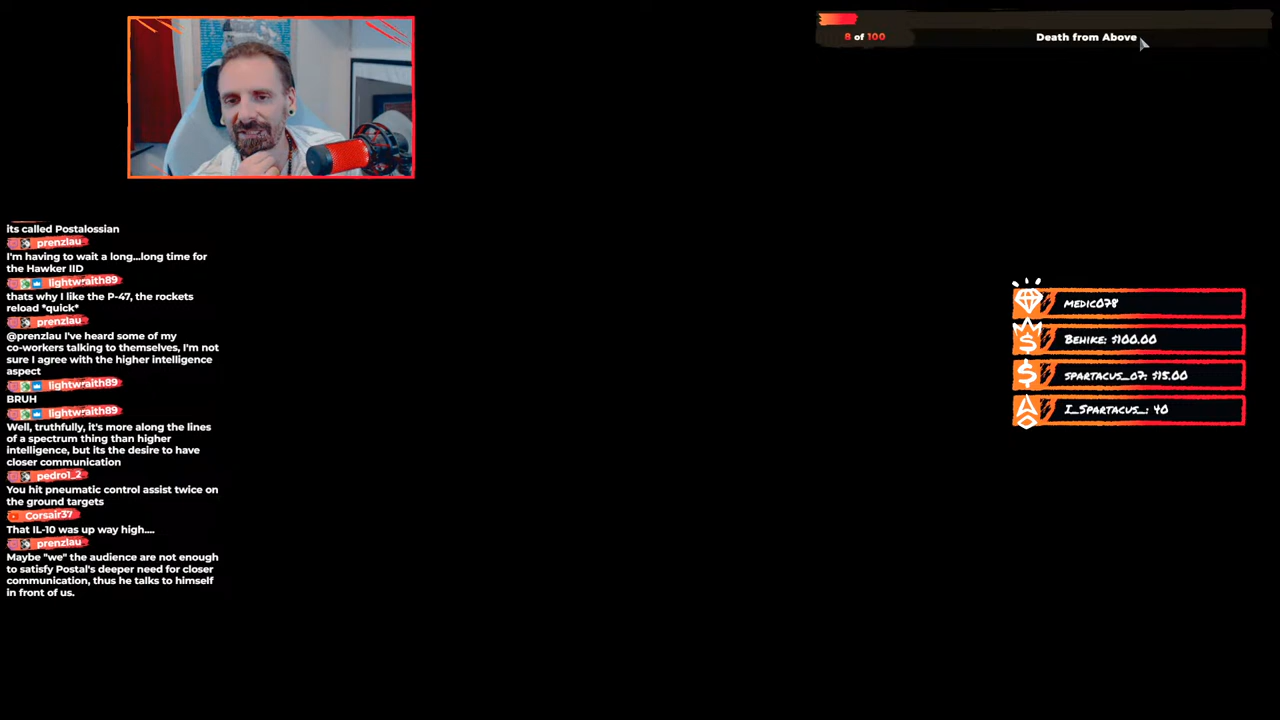 8 of 100
Death from Above
its called Postalossian
prenzlau
I'm having to wait a long...long time for
the Hawker IID
lightwraith89
thats why I like the P-47, the rockets
reload *quick*
prenzlau
@prenzlau I've heard some of my
co-workers talking to themselves, I'm not
sure I agree with the higher intelligence
aspect
lightwraith89
BRUH
lightwraith89
Well, truthfully, it's more along the lines
of a spectrum thing than higher
intelligence, but its the desire to have
closer communication
pedro1_2
You hit pneumatic control assist twice on
the ground targets
Corsair37
That IL-10 was up way high....
prenzlau
Maybe "we" the audience are not enough
to satisfy Postal's deeper need for closer
communication, thus he talks to himself
in front of us.
medic078
Behike: $100.00
spartacus_07: $15.00
I_Spartacus_: 40